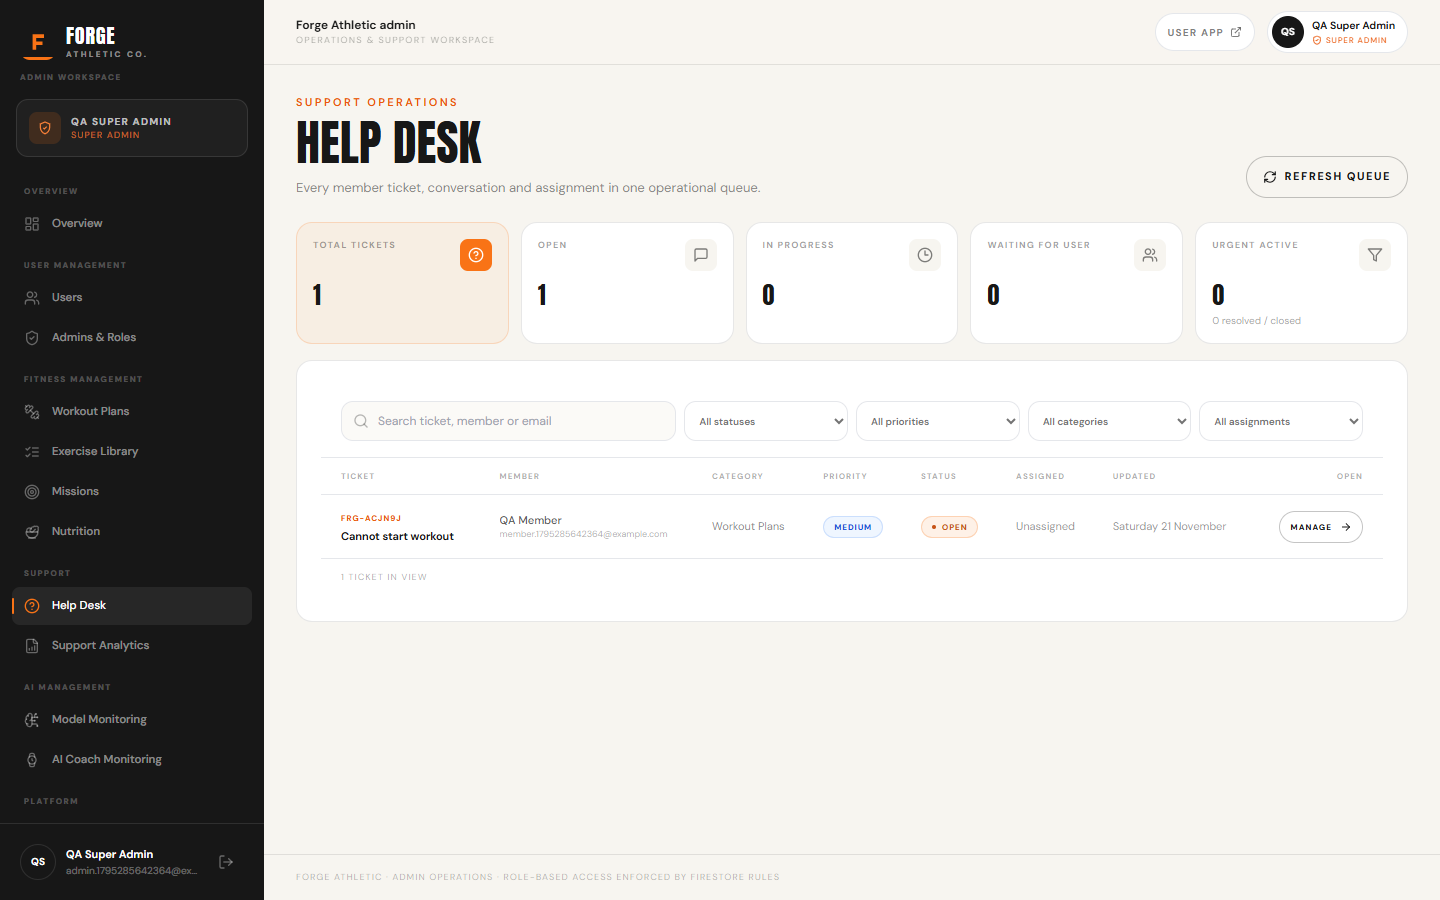 F
FORGE
ATHLETIC CO.
ADMIN WORKSPACE
QA SUPER ADMIN
SUPER ADMIN
OVERVIEW
Overview
USER MANAGEMENT
Users
Admins & Roles
FITNESS MANAGEMENT
Workout Plans
Exercise Library
Missions
Nutrition
SUPPORT
Help Desk
Support Analytics
AI MANAGEMENT
Model Monitoring
AI Coach Monitoring
PLATFORM
QS
QA Super Admin
admin.1795285642364@ex...
Forge Athletic admin
OPERATIONS & SUPPORT WORKSPACE
USER APP
QS
QA Super Admin
SUPER ADMIN
SUPPORT OPERATIONS
HELP DESK
Every member ticket, conversation and assignment in one operational queue.
REFRESH QUEUE
TOTAL TICKETS
1
OPEN
1
IN PROGRESS
0
WAITING FOR USER
0
URGENT ACTIVE
0
0 resolved / closed
Search ticket, member or email
All statuses
All priorities
All categories
All assignments
TICKET MEMBER CATEGORY PRIORITY STATUS ASSIGNED UPDATED OPEN
FRG-ACJN9J
Cannot start workout
QA Member
member.1795285642364@example.com
Workout Plans
MEDIUM
OPEN
Unassigned
Saturday 21 November
MANAGE
1 TICKET IN VIEW
FORGE ATHLETIC · ADMIN OPERATIONS · ROLE-BASED ACCESS ENFORCED BY FIRESTORE RULES